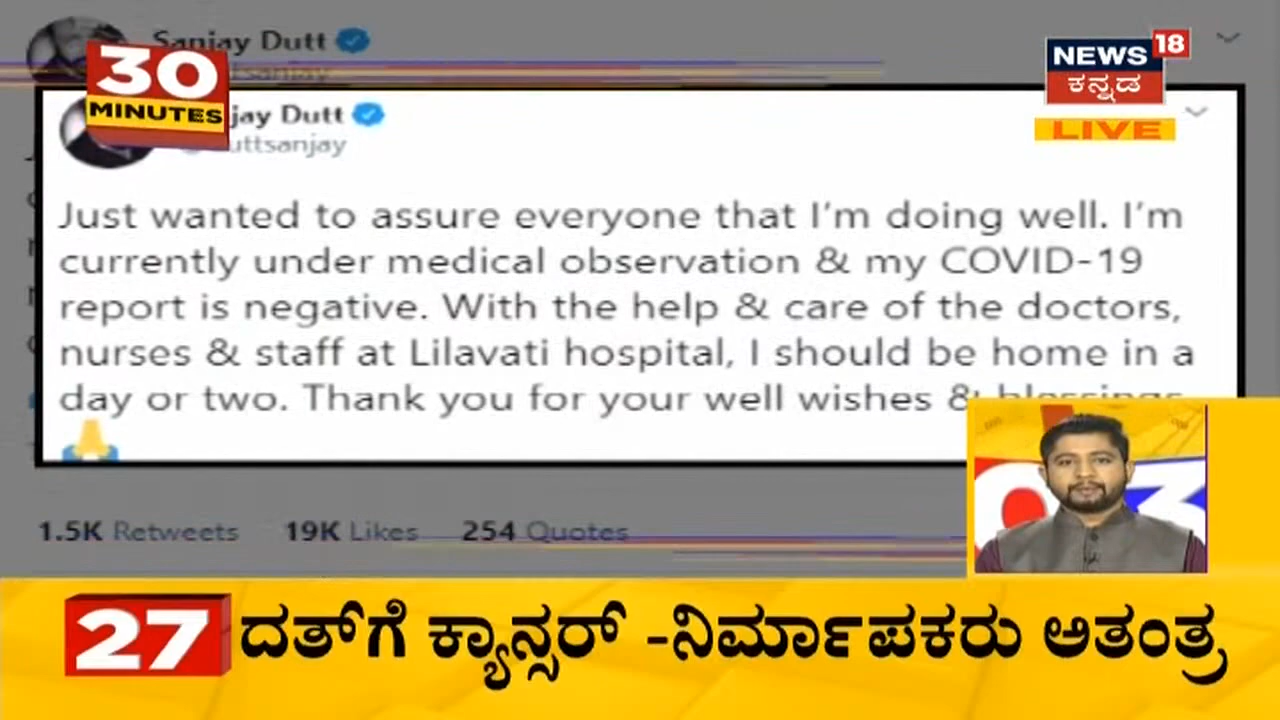 Sanjay Dutt
30
MINUTES
NEWS 18
ಕನ್ನಡ
LIVE
jay Dutt
uttsanjay
Just wanted to assure everyone that I'm doing well. I'm
currently under medical observation & my COVID-19
report is negative. With the help & care of the doctors,
nurses & staff at Lilavati hospital, I should be home in a
day or two. Thank you for your well wishes & blessings
1.5K Retweets 19K Likes 254 Quotes
27 ದತ್‌ಗೆ ಕ್ಯಾನ್ಸರ್ -ನಿರ್ಮಾಪಕರು ಅತಂತ್ರ